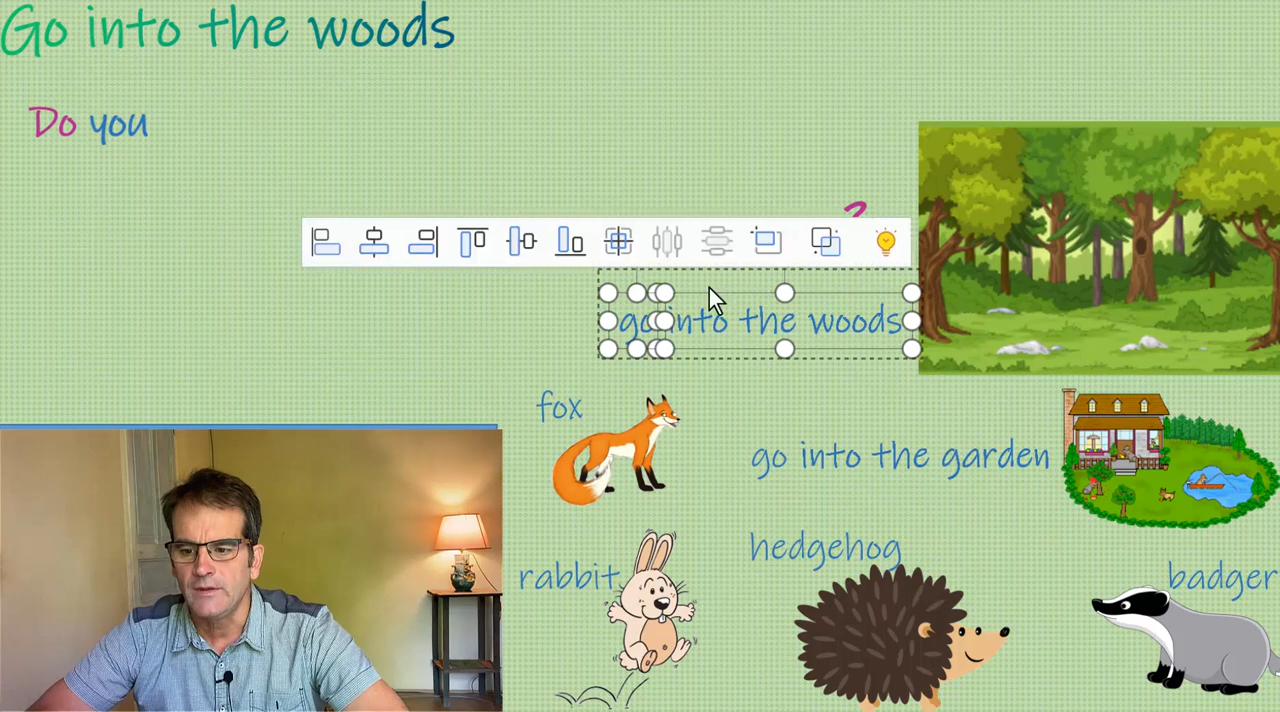 Go into the woods
Do you
?
go into the woods
fox
go into the garden
hedgehog
rabbit
badger